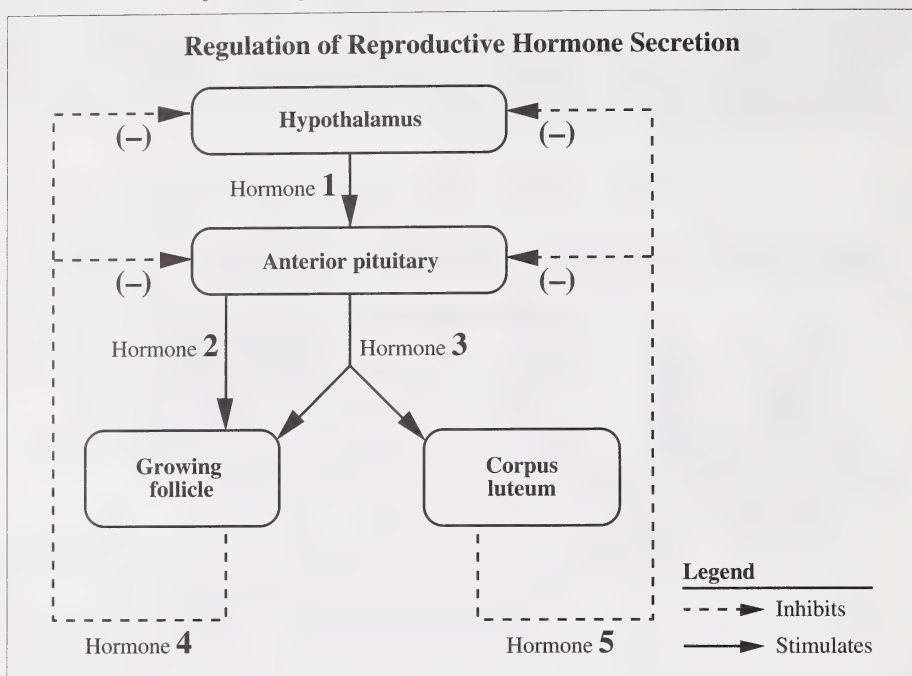 Regulation of Reproductive Hormone Secretion
Hypothalamus
(–)
(–)
Hormone 1
Anterior pituitary
(–)
(–)
Hormone 2
Hormone 3
Growing
follicle
Corpus
luteum
Legend
Inhibits
Stimulates
Hormone 4
Hormone 5